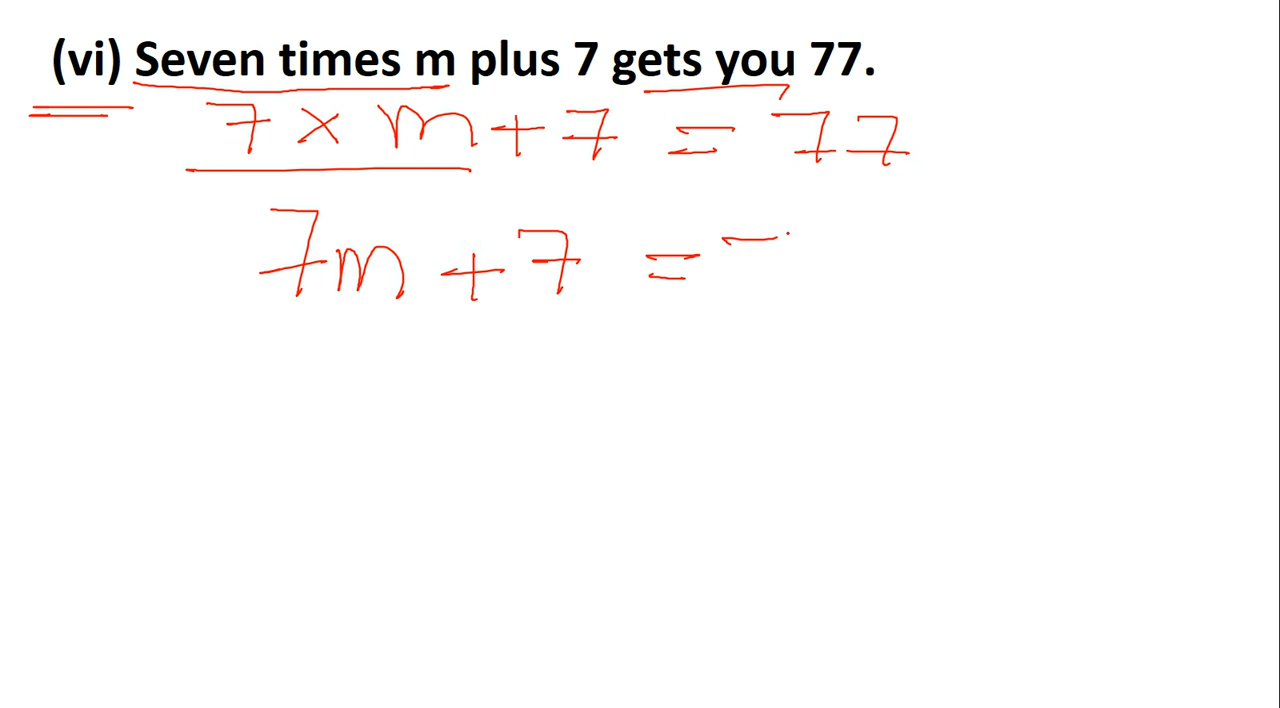 (vi) Seven times m plus 7 gets you 77.
7 × m + 7 = 77
7m + 7 =